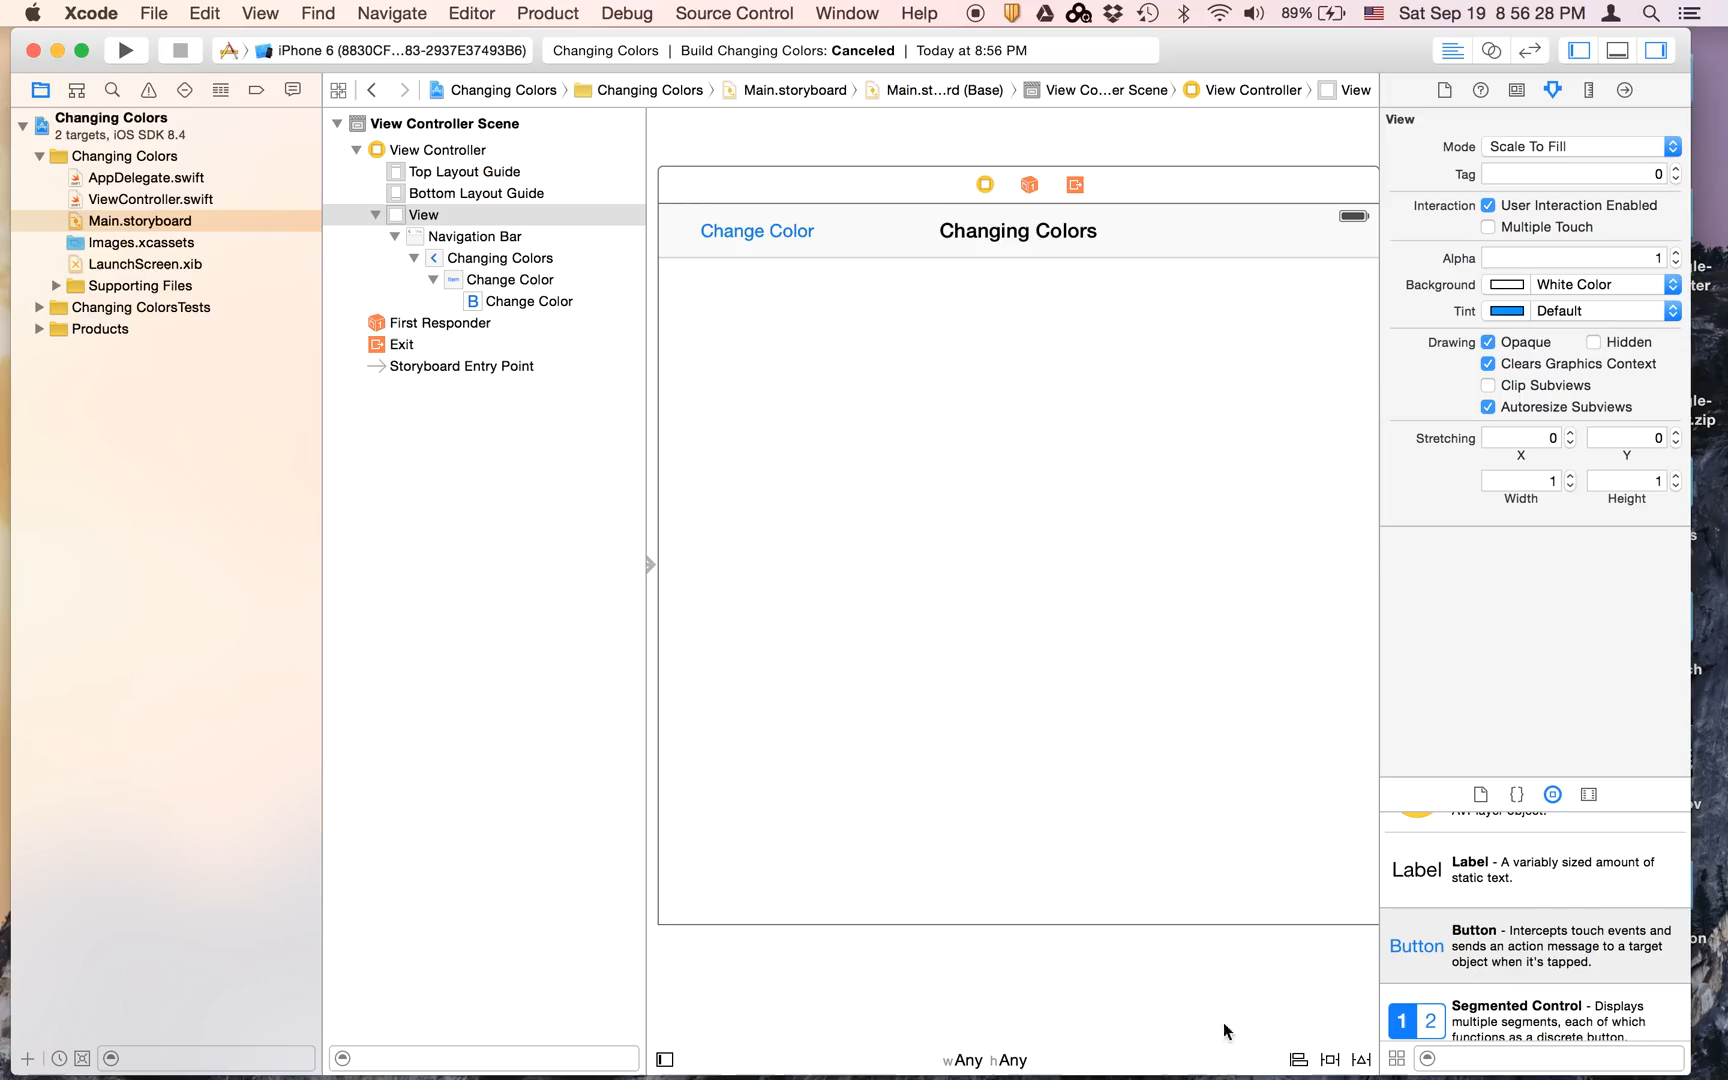 Xcode File Edit View Find Navigate Editor Product Debug Source Control Window Help 89% Sat Sep 19 8 56 28 PM
iPhone 6 (8830CF...83-2937E37493B6)
Changing Colors | Build Changing Colors: Canceled | Today at 8:56 PM
Changing Colors
2 targets, iOS SDK 8.4
Changing Colors
AppDelegate.swift
ViewController.swift
Main.storyboard
Images.xcassets
LaunchScreen.xib
Supporting Files
Changing ColorsTests
Products
Changing Colors Changing Colors Main.storyboard Main.st...rd (Base) View Co...er Scene View Controller View
View Controller Scene
View Controller
Top Layout Guide
Bottom Layout Guide
View
Navigation Bar
Changing Colors
Change Color
B Change Color
First Responder
Exit
Storyboard Entry Point
Change Color
Changing Colors
wAny hAny
View
Mode Scale To Fill
Tag 0
Interaction User Interaction Enabled
Multiple Touch
Alpha 1
Background White Color
Tint Default
Drawing Opaque Hidden
Clears Graphics Context
Clip Subviews
Autoresize Subviews
Stretching 0 0
X Y
1 1
Width Height
Label
Label - A variably sized amount of
static text.
Button
Button - Intercepts touch events and
sends an action message to a target
object when it's tapped.
1 2
Segmented Control - Displays
multiple segments, each of which
functions as a discrete button.